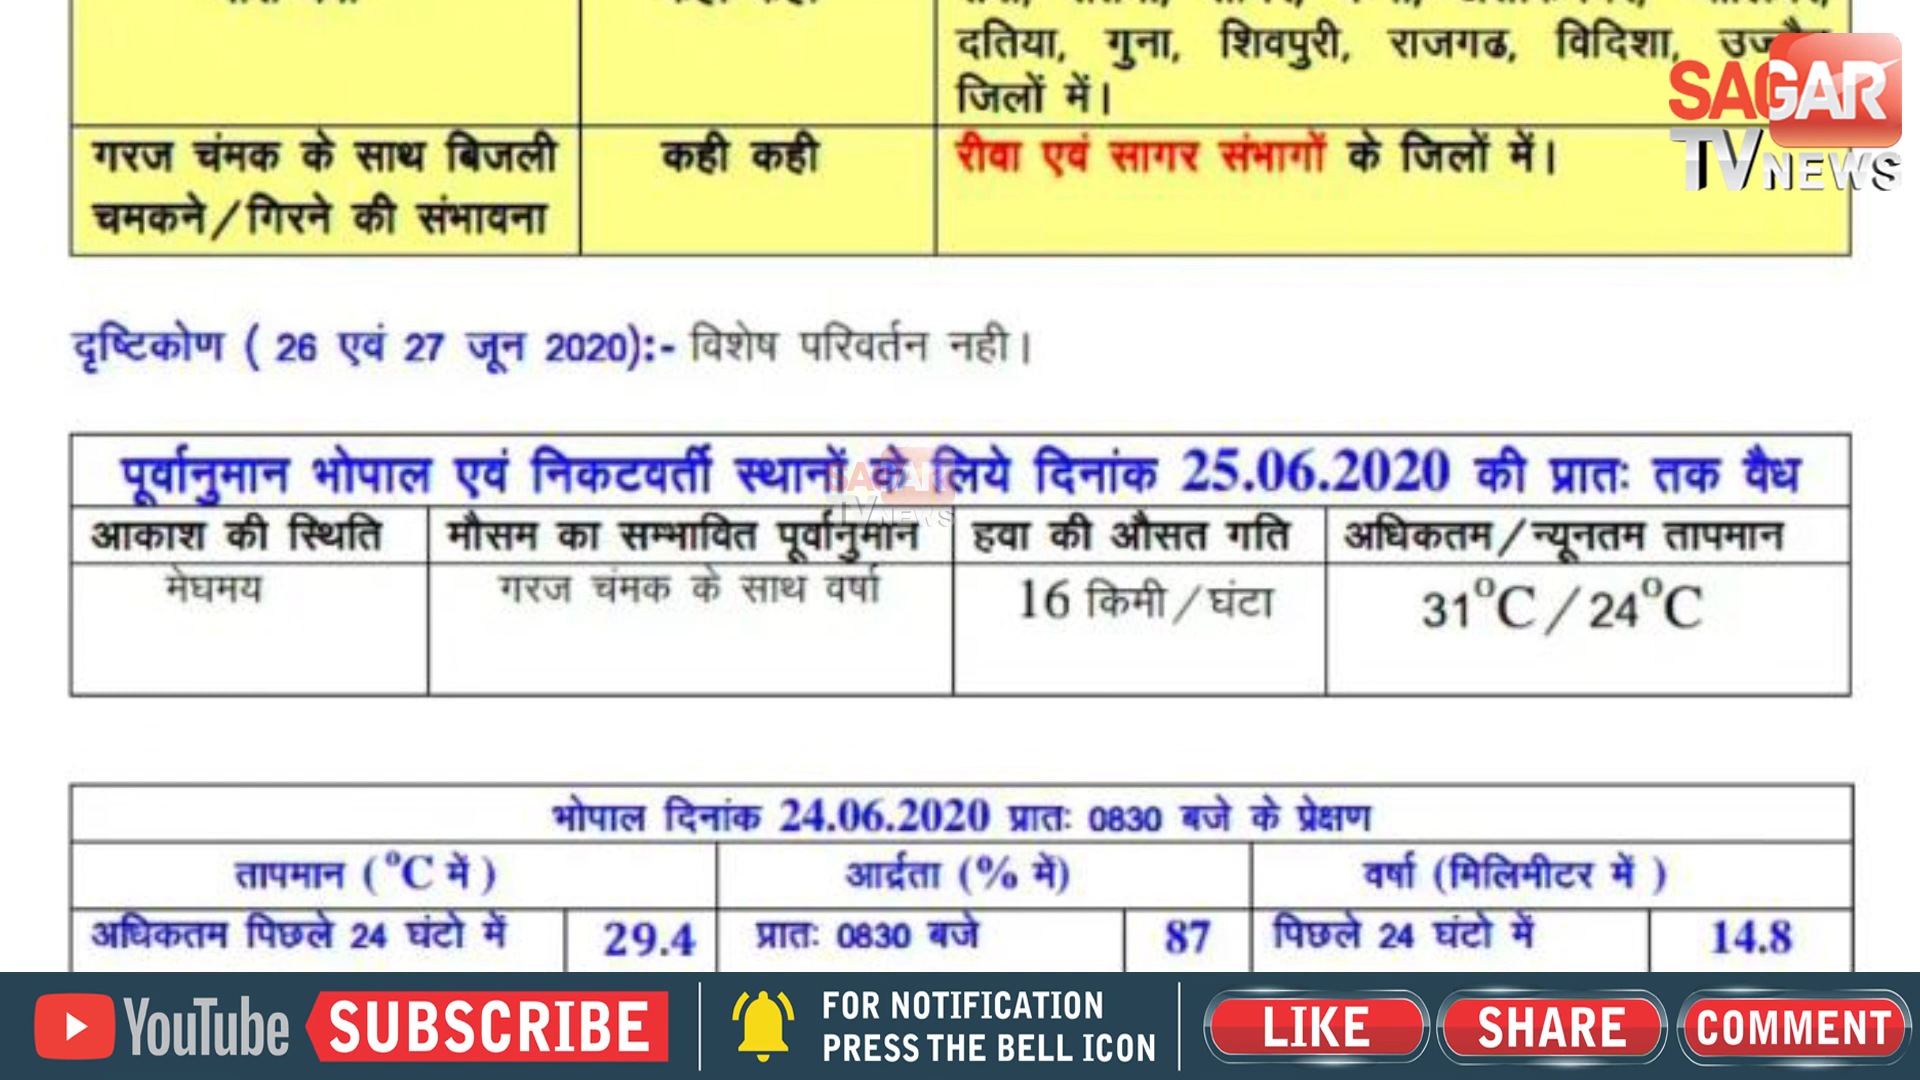 दतिया, गुना, शिवपुरी, राजगढ, विदिशा,
जिलों में।
गरज चंमक के साथ बिजली
चमकने/गिरने की संभावना
कही कही
रीवा एवं सागर संभागों के जिलों में।
SAGAR
TV NEWS
दृष्टिकोण ( 26 एवं 27 जून 2020):- विशेष परिवर्तन नही।
पूर्वानुमान भोपाल एवं निकटवर्ती स्थानों के लिये दिनांक 25.06.2020 की प्रातः तक वैध
आकाश की स्थिति
मौसम का सम्भावित पूर्वानुमान
हवा की औसत गति
अधिकतम/न्यूनतम तापमान
मेघमय
गरज चंमक के साथ वर्षा
16 किमी/घंटा
31°C/24°C
SAGAR
TV NEWS
भोपाल दिनांक 24.06.2020 प्रातः 0830 बजे के प्रेक्षण
तापमान (°C में )
आर्द्रता (% में)
वर्षा (मिलिमीटर में )
अधिकतम पिछले 24 घंटो में
29.4
प्रातः 0830 बजे
87
पिछले 24 घंटो में
14.8
YouTube
SUBSCRIBE
FOR NOTIFICATION
PRESS THE BELL ICON
LIKE
SHARE
COMMENT